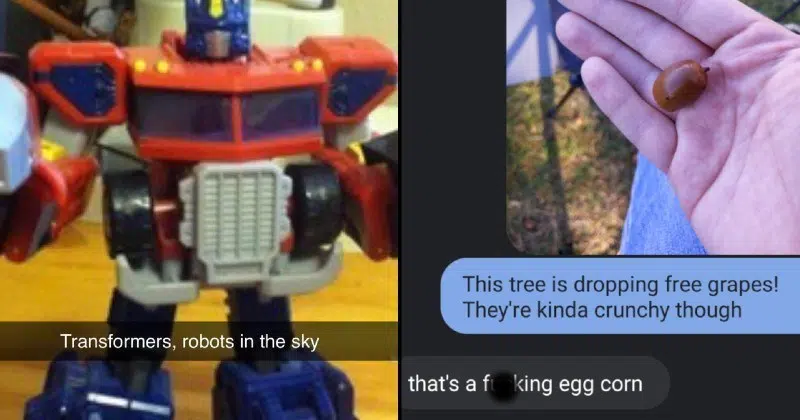 Transformers, robots in the sky
This tree is dropping free grapes!
They're kinda crunchy though
that's a fu king egg corn